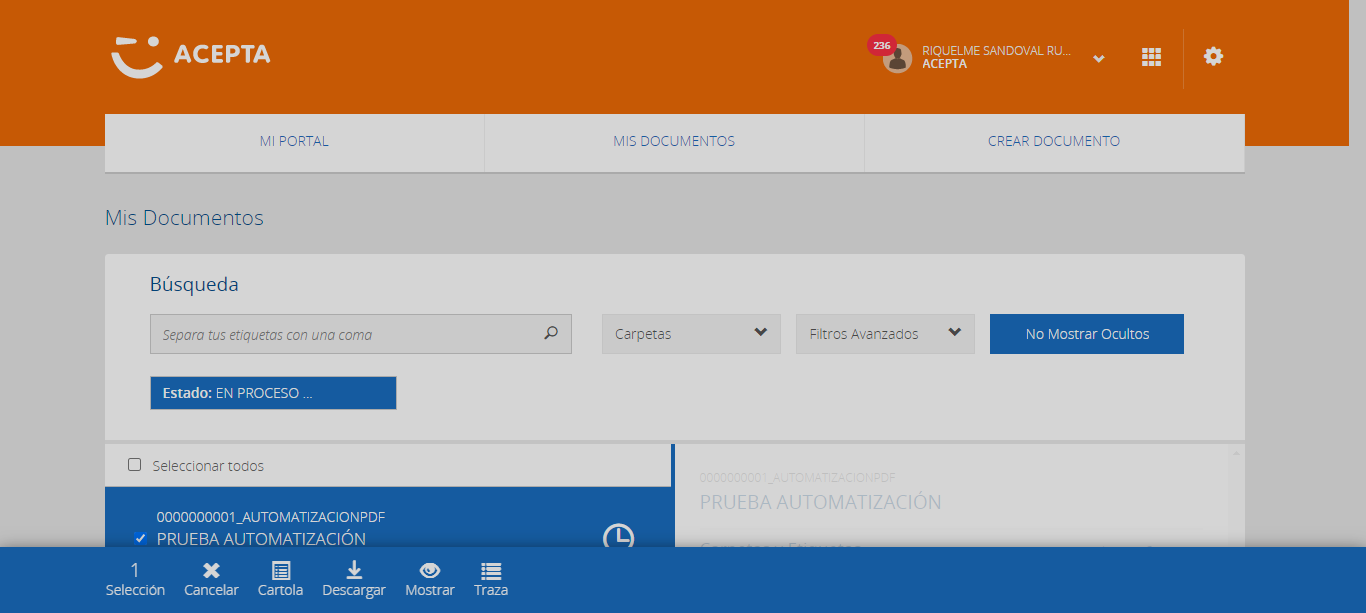 ACEPTA
236
RIQUELME SANDOVAL RU...
ACEPTA
MI PORTAL
MIS DOCUMENTOS
CREAR DOCUMENTO
Mis Documentos
Búsqueda
Separa tus etiquetas con una coma
Carpetas
Filtros Avanzados
No Mostrar Ocultos
Estado: EN PROCESO ...
Seleccionar todos
0000000001_AUTOMATIZACIONPDF
PRUEBA AUTOMATIZACIÓN
0000000001_AUTOMATIZACIONPDF
PRUEBA AUTOMATIZACIÓN
1
Selección
Cancelar
Cartola
Descargar
Mostrar
Traza